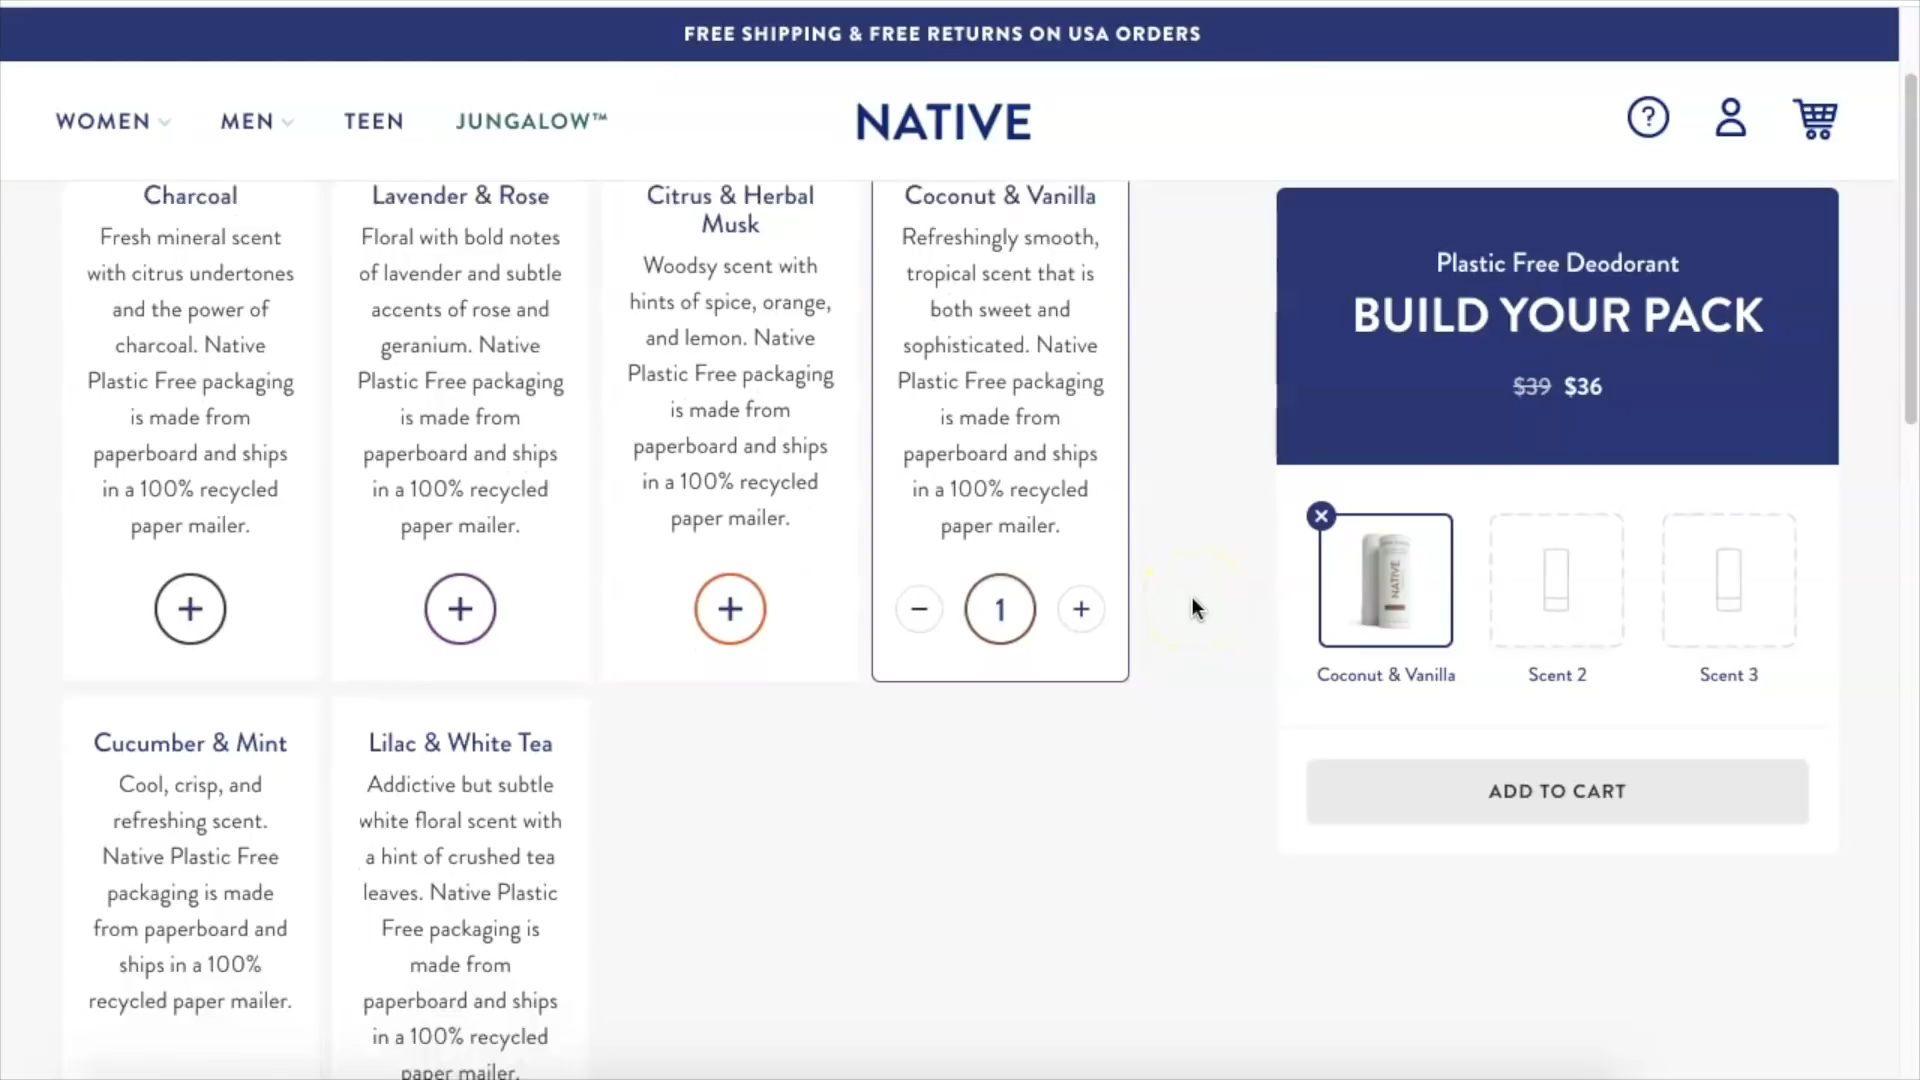 FREE SHIPPING & FREE RETURNS ON USA ORDERS
WOMEN
MEN
TEEN
JUNGALOW™
NATIVE
?
Charcoal
Fresh mineral scent
with citrus undertones
and the power of
charcoal. Native
Plastic Free packaging
is made from
paperboard and ships
in a 100% recycled
paper mailer.
+
Lavender & Rose
Floral with bold notes
of lavender and subtle
accents of rose and
geranium. Native
Plastic Free packaging
is made from
paperboard and ships
in a 100% recycled
paper mailer.
+
Citrus & Herbal
Musk
Woodsy scent with
hints of spice, orange,
and lemon. Native
Plastic Free packaging
is made from
paperboard and ships
in a 100% recycled
paper mailer.
+
Coconut & Vanilla
Refreshingly smooth,
tropical scent that is
both sweet and
sophisticated. Native
Plastic Free packaging
is made from
paperboard and ships
in a 100% recycled
paper mailer.
− 1 +
Cucumber & Mint
Cool, crisp, and
refreshing scent.
Native Plastic Free
packaging is made
from paperboard and
ships in a 100%
recycled paper mailer.
Lilac & White Tea
Addictive but subtle
white floral scent with
a hint of crushed tea
leaves. Native Plastic
Free packaging is
made from
paperboard and ships
in a 100% recycled
paper mailer.
Plastic Free Deodorant
BUILD YOUR PACK
$39 $36
NATIVE
Coconut & Vanilla
Scent 2
Scent 3
ADD TO CART